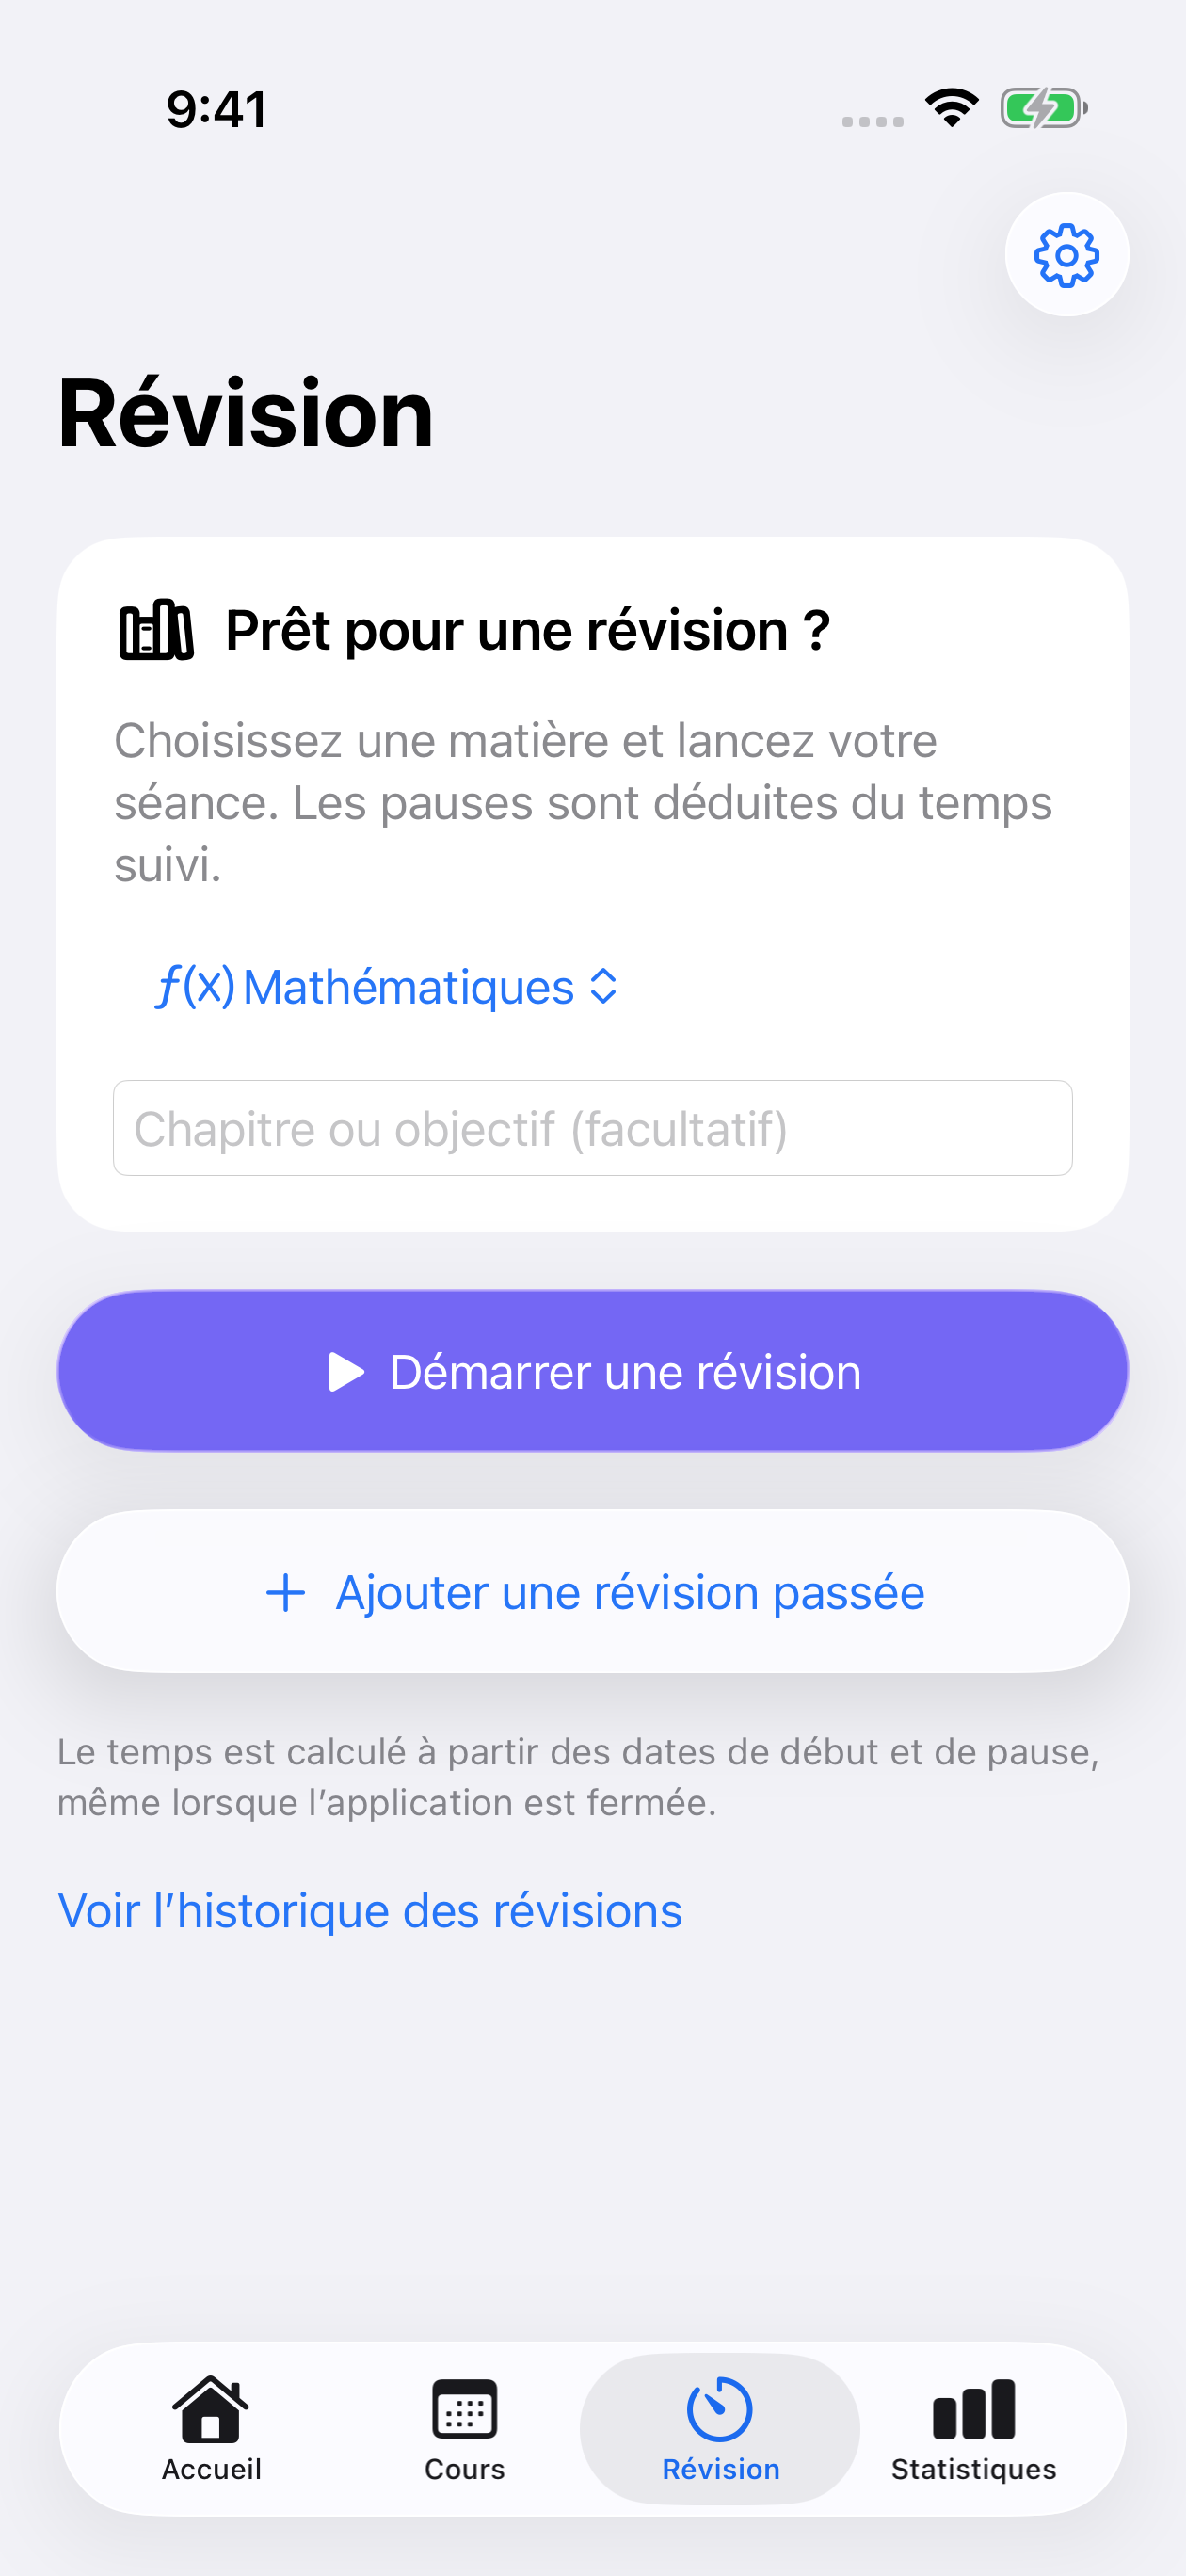 9:41
Révision
Prêt pour une révision ?
Choisissez une matière et lancez votre
séance. Les pauses sont déduites du temps
suivi.
ƒ(x) Mathématiques
Chapitre ou objectif (facultatif)
Démarrer une révision
Ajouter une révision passée
Le temps est calculé à partir des dates de début et de pause,
même lorsque l’application est fermée.
Voir l’historique des révisions
Accueil
Cours
Révision
Statistiques